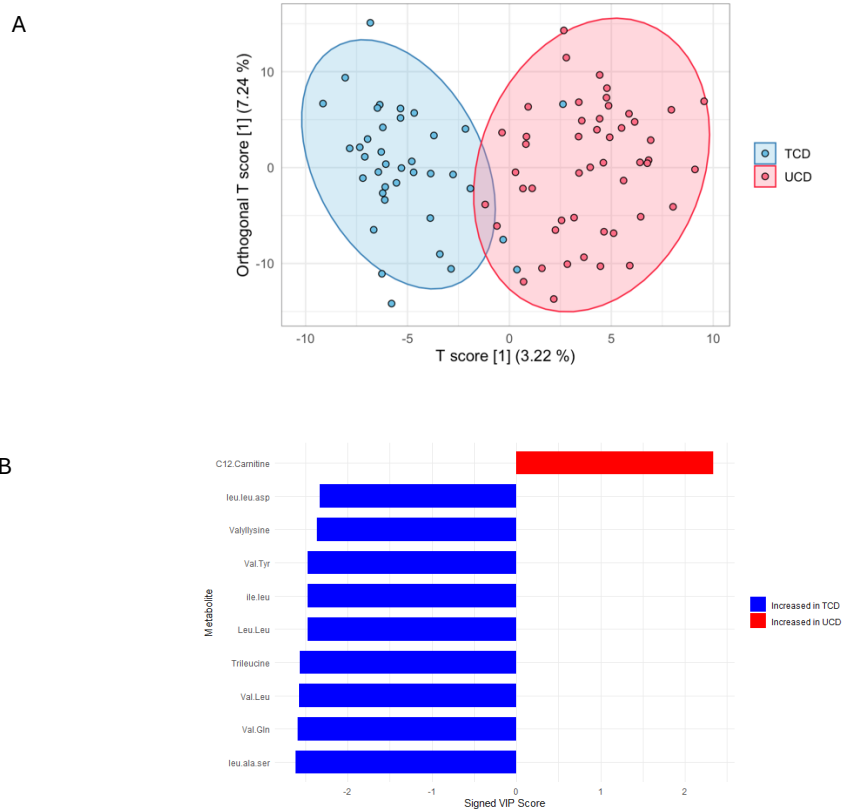 A
Orthogonal T score [1] (7.24 %)
10
0
-10
-10
-5
0
5
10
T score [1] (3.22 %)
TCD
UCD
B
Metabolite
C12.Carnitine
leu.leu.asp
Valyllysine
Val.Tyr
ile.leu
Leu.Leu
Trileucine
Val.Leu
Val.Gln
leu.ala.ser
-2
-1
0
1
2
Signed VIP Score
Increased in TCD
Increased in UCD